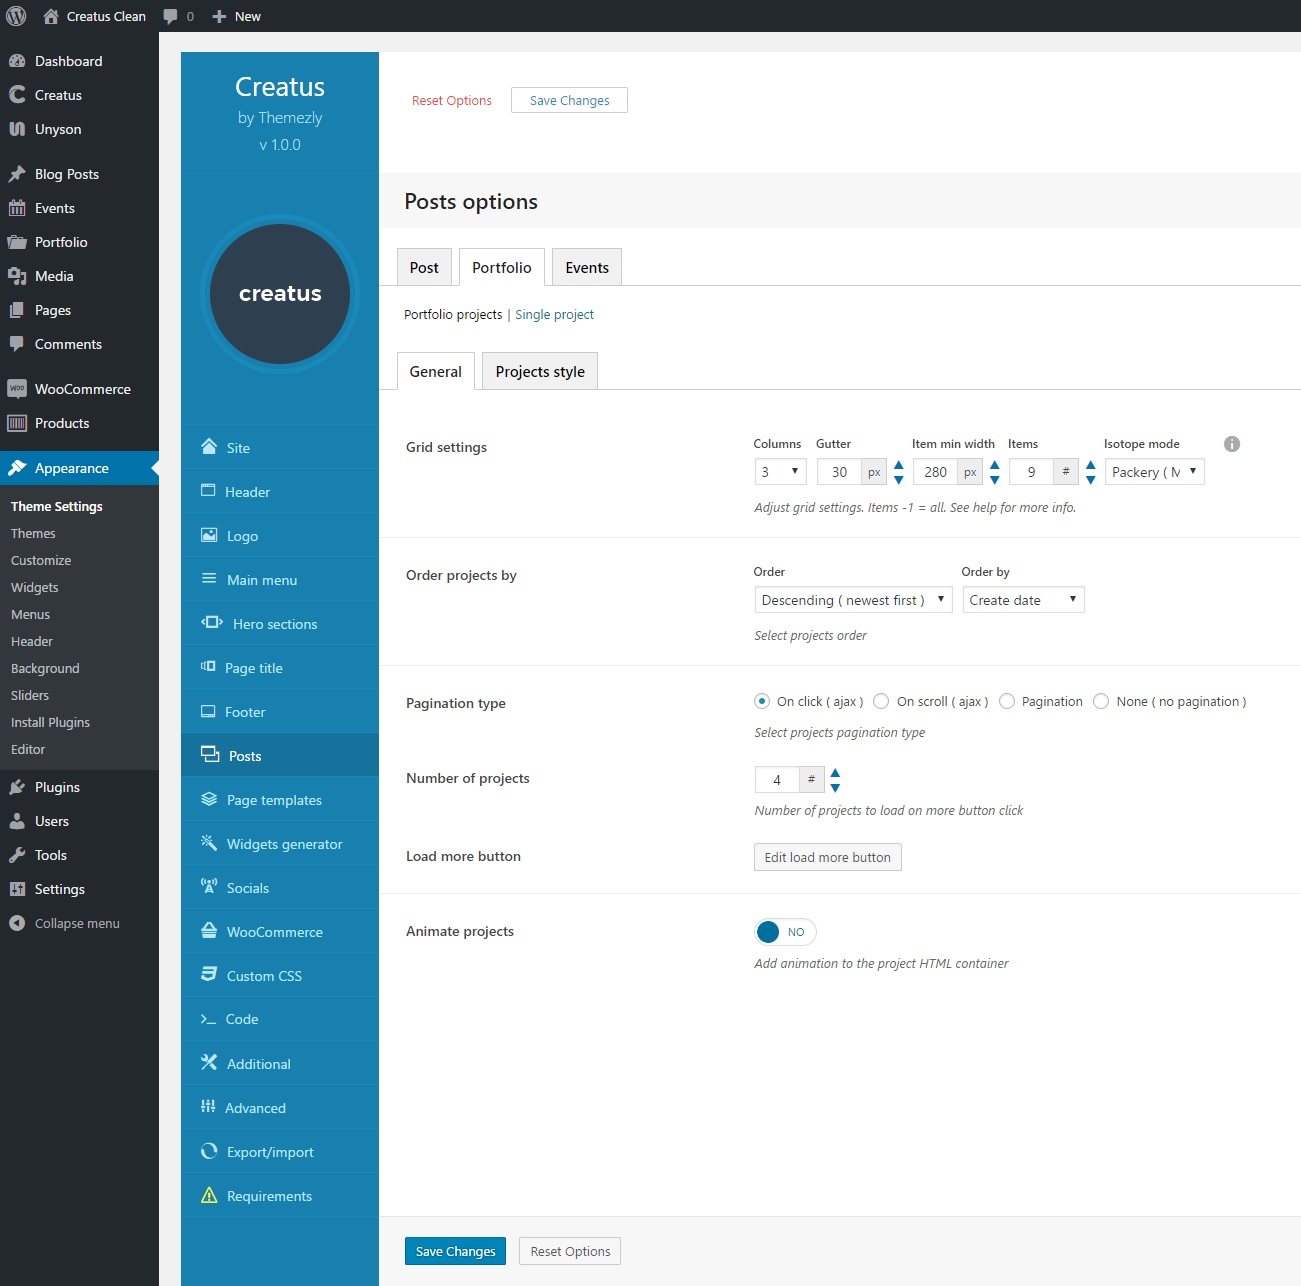 Creatus Clean 0 New
Dashboard
Creatus
Unyson
Blog Posts
Events
Portfolio
Media
Pages
Comments
WooCommerce
Products
Appearance
Theme Settings
Themes
Customize
Widgets
Menus
Header
Background
Sliders
Install Plugins
Editor
Plugins
Users
Tools
Settings
Collapse menu
Creatus
by Themezly
v 1.0.0
creatus
Site
Header
Logo
Main menu
Hero sections
Page title
Footer
Posts
Page templates
Widgets generator
Socials
WooCommerce
Custom CSS
Code
Additional
Advanced
Export/import
Requirements
Reset Options Save Changes
Posts options
Post Portfolio Events
Portfolio projects | Single project
General Projects style
Grid settings
Columns Gutter Item min width Items Isotope mode
3 30 px 280 px 9 # Packery ( M
Adjust grid settings. Items -1 = all. See help for more info.
Order projects by
Order Order by
Descending ( newest first ) Create date
Select projects order
Pagination type
On click ( ajax ) On scroll ( ajax ) Pagination None ( no pagination )
Select projects pagination type
Number of projects
4 #
Number of projects to load on more button click
Load more button
Edit load more button
Animate projects
NO
Add animation to the project HTML container
Save Changes Reset Options